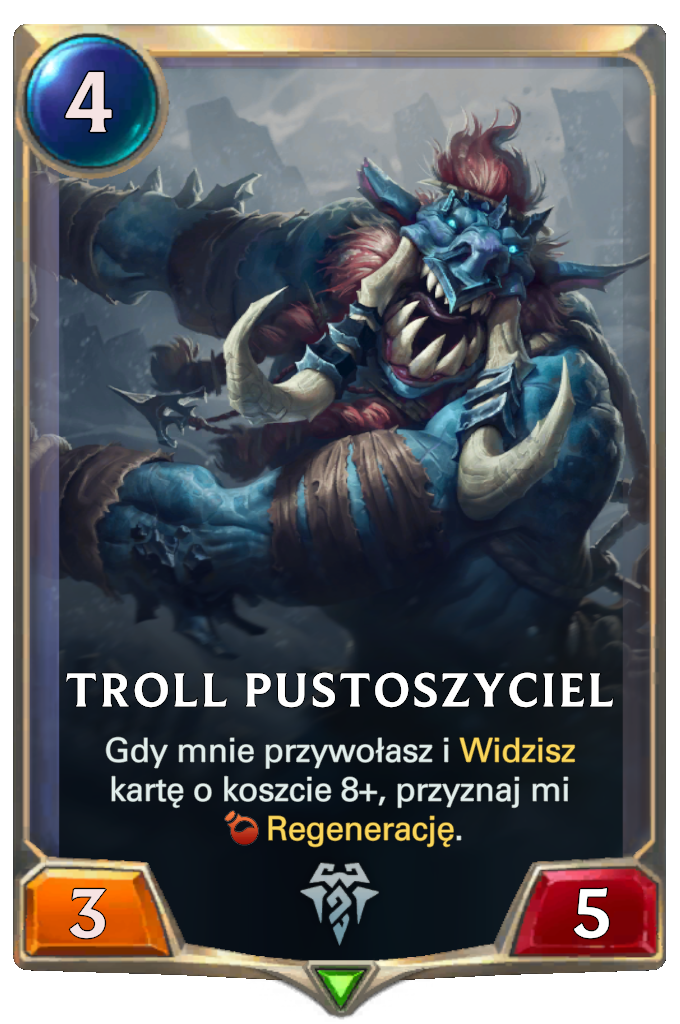 4
TROLL PUSTOSZYCIEL
Gdy mnie przywołasz i Widzisz
kartę o koszcie 8+, przyznaj mi
Regenerację.
3
5